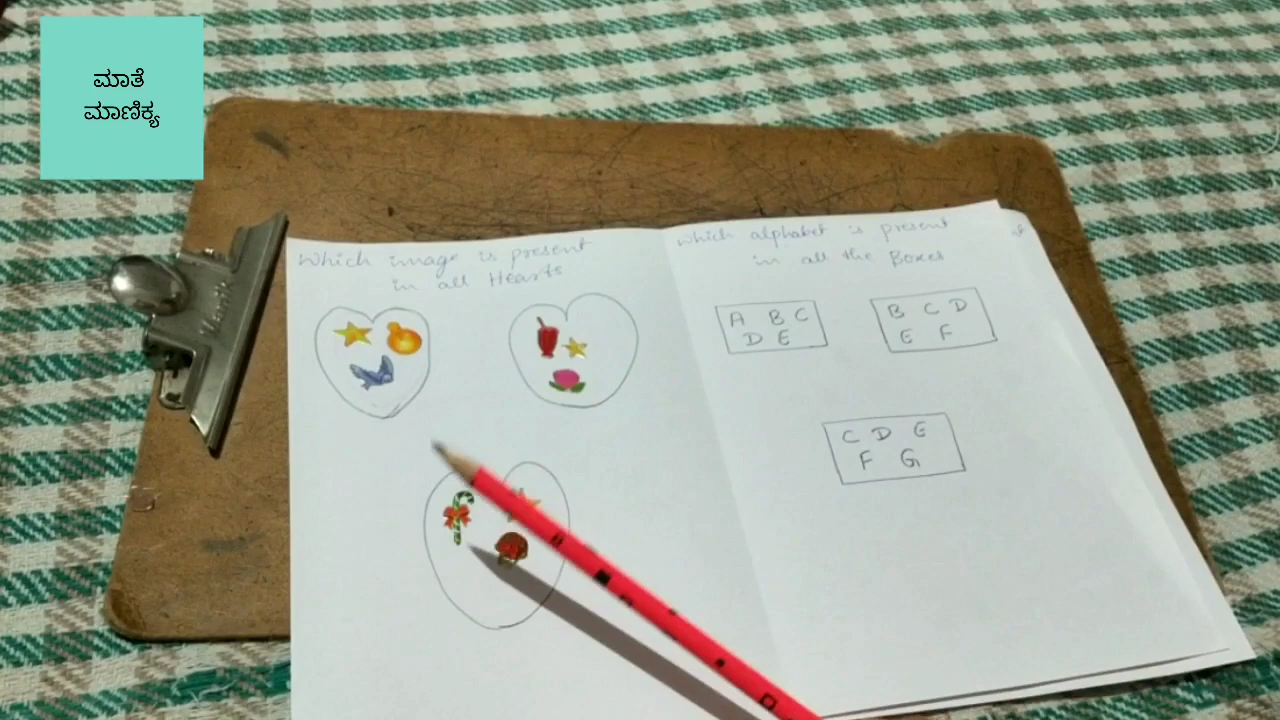 ಮಾತೆ
ಮಾಣಿಕ್ಯ
Which image is present
in all Hearts
which alphabet is present
in all the Boxes
A B C
D E
B C D
E F
C D E
F G